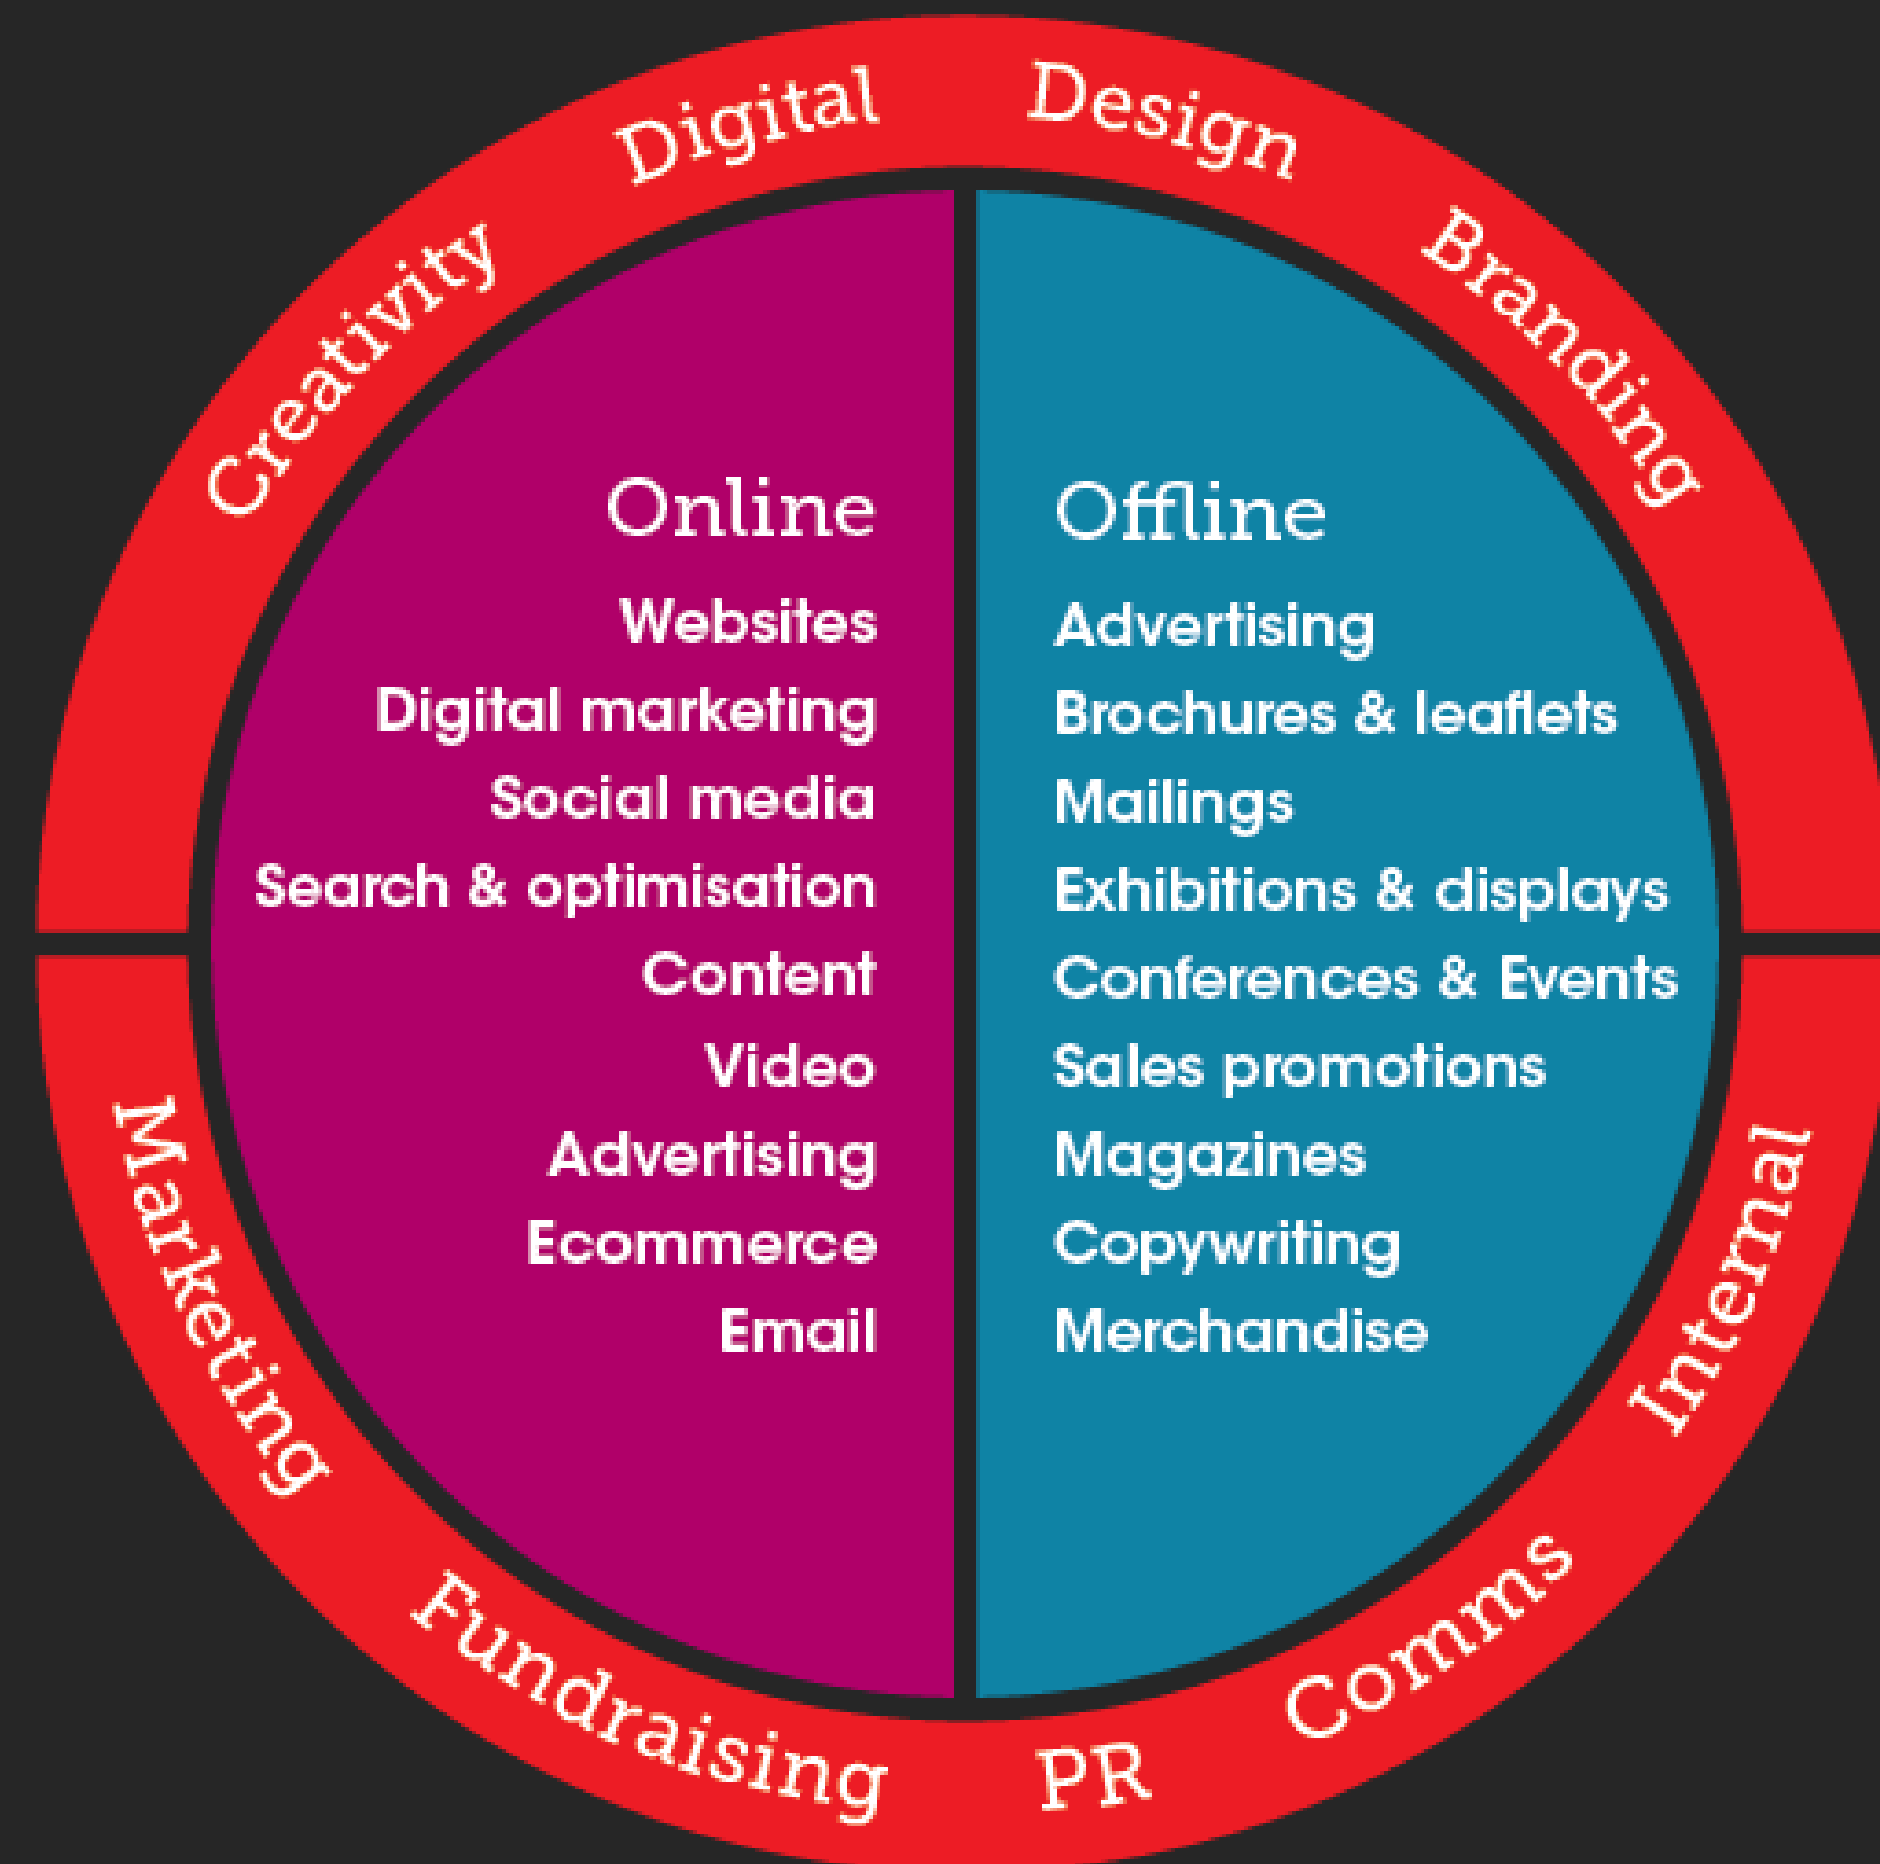 Creativity
Digital
Design
Branding
Online
Websites
Digital marketing
Social media
Search & optimisation
Content
Video
Advertising
Ecommerce
Email
Offline
Advertising
Brochures & leaflets
Mailings
Exhibitions & displays
Conferences & Events
Sales promotions
Magazines
Copywriting
Merchandise
Marketing
Fundraising
PR
Comms
Internal